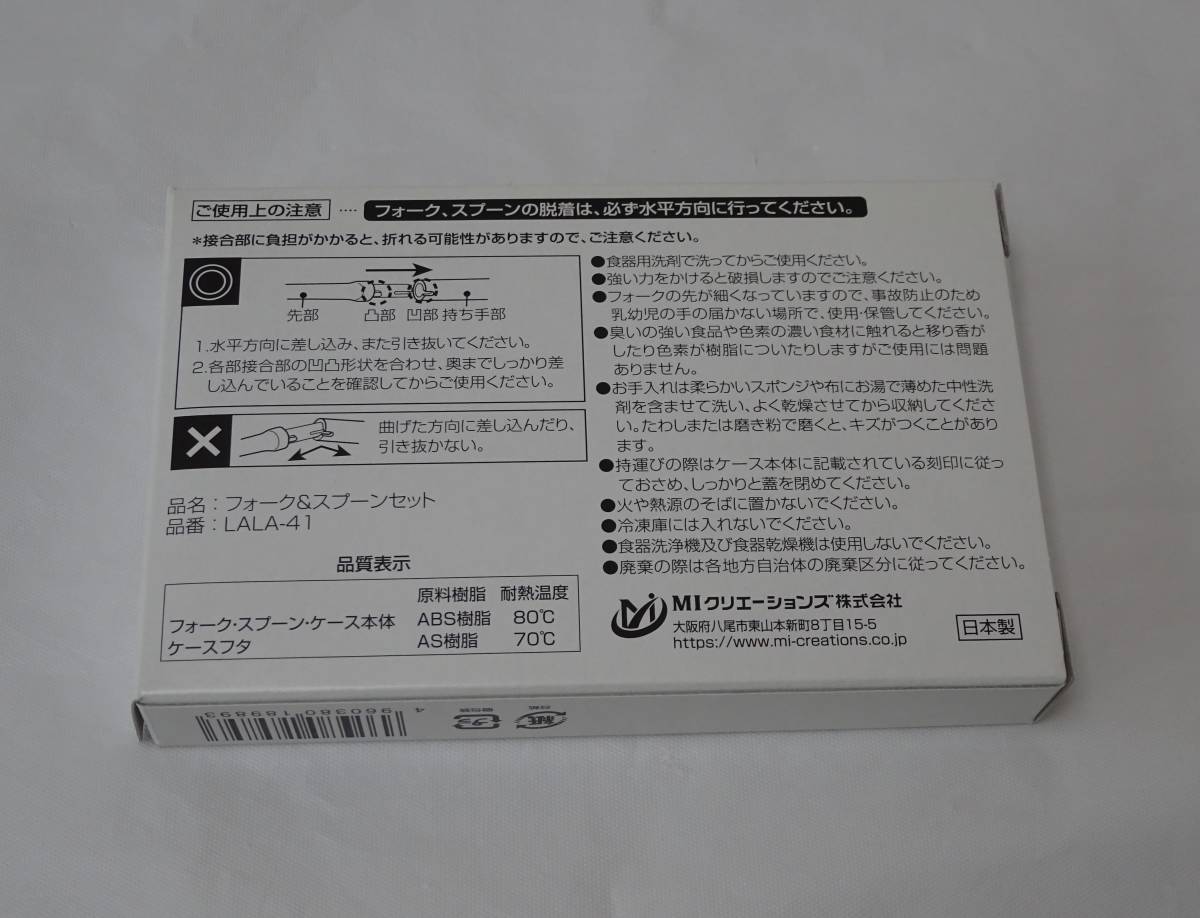 ご使用上の注意 ‥‥ フォーク、スプーンの脱着は、必ず水平方向に行ってください。
*接合部に負担がかかると、折れる可能性がありますので、ご注意ください。
先部 凸部 凹部 持ち手部
1.水平方向に差し込み、また引き抜いてください。
2.各部接合部の凹凸形状を合わせ、奥までしっかり差
し込んでいることを確認してからご使用ください。
曲げた方向に差し込んだり、
引き抜かない。
品名：フォーク&スプーンセット
品番：LALA-41
品質表示
原料樹脂 耐熱温度
フォーク・スプーン・ケース本体 ABS樹脂 80℃
ケースフタ AS樹脂 70℃
●食器用洗剤で洗ってからご使用ください。
●強い力をかけると破損しますのでご注意ください。
●フォークの先が細くなっていますので、事故防止のため
乳幼児の手の届かない場所で、使用・保管してください。
●臭いの強い食品や色素の濃い食材に触れると移り香が
したり色素が樹脂についたりしますがご使用には問題
ありません。
●お手入れは柔らかいスポンジや布にお湯で薄めた中性洗
剤を含ませて洗い、よく乾燥させてから収納してくださ
い。たわしまたは磨き粉で磨くと、キズがつくことがあり
ます。
●持運びの際はケース本体に記載されている刻印に従っ
ておさめ、しっかりと蓋を閉めてください。
●火や熱源のそばに置かないでください。
●冷凍庫には入れないでください。
●食器洗浄機及び食器乾燥機は使用しないでください。
●廃棄の際は各地方自治体の廃棄区分に従ってください。
MIクリエーションズ株式会社
大阪府八尾市東山本新町8丁目15-5
https://www.mi-creations.co.jp
日本製
4 960380 189893
個包装
プラ
台紙
紙